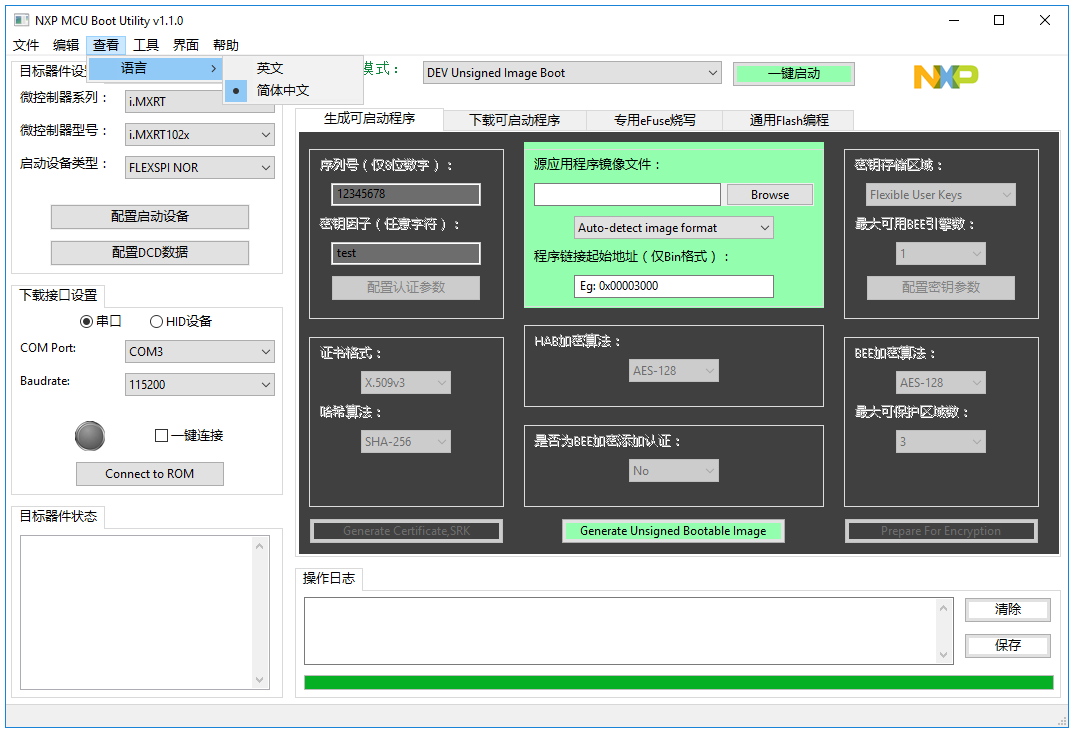 NXP MCU Boot Utility v1.1.0
文件 编辑 查看 工具 界面 帮助
语言
英文
简体中文
目标器件设
模式：
DEV Unsigned Image Boot
一键启动
NXP
微控制器系列：
i.MXRT
微控制器型号：
i.MXRT102x
启动设备类型：
FLEXSPI NOR
配置启动设备
配置DCD数据
下载接口设置
串口
HID设备
COM Port:
COM3
Baudrate:
115200
一键连接
Connect to ROM
目标器件状态
生成可启动程序
下载可启动程序
专用eFuse烧写
通用Flash编程
序列号（仅8位数字）：
12345678
密钥因子（任意字符）：
test
配置认证参数
源应用程序镜像文件：
Browse
Auto-detect image format
程序链接起始地址（仅Bin格式）：
Eg: 0x00003000
密钥存储区域：
Flexible User Keys
最大可用BEE引擎数：
1
配置密钥参数
证书格式：
X.509v3
哈希算法：
SHA-256
HAB加密算法：
AES-128
是否为BEE加密添加认证：
No
BEE加密算法：
AES-128
最大可保护区域数：
3
Generate Certificate,SRK
Generate Unsigned Bootable Image
Prepare For Encryption
操作日志
清除
保存